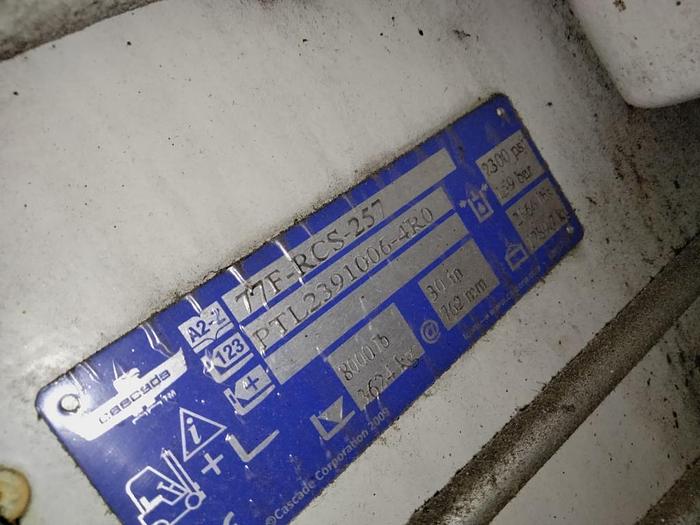 cascade
TM
A2-2
77F-RCS-257
123
PTL2391006-4R0
8000 lb
3624 kg
@
30 in
762 mm
2300 psi
159 bar
©Cascade Corporation 2009